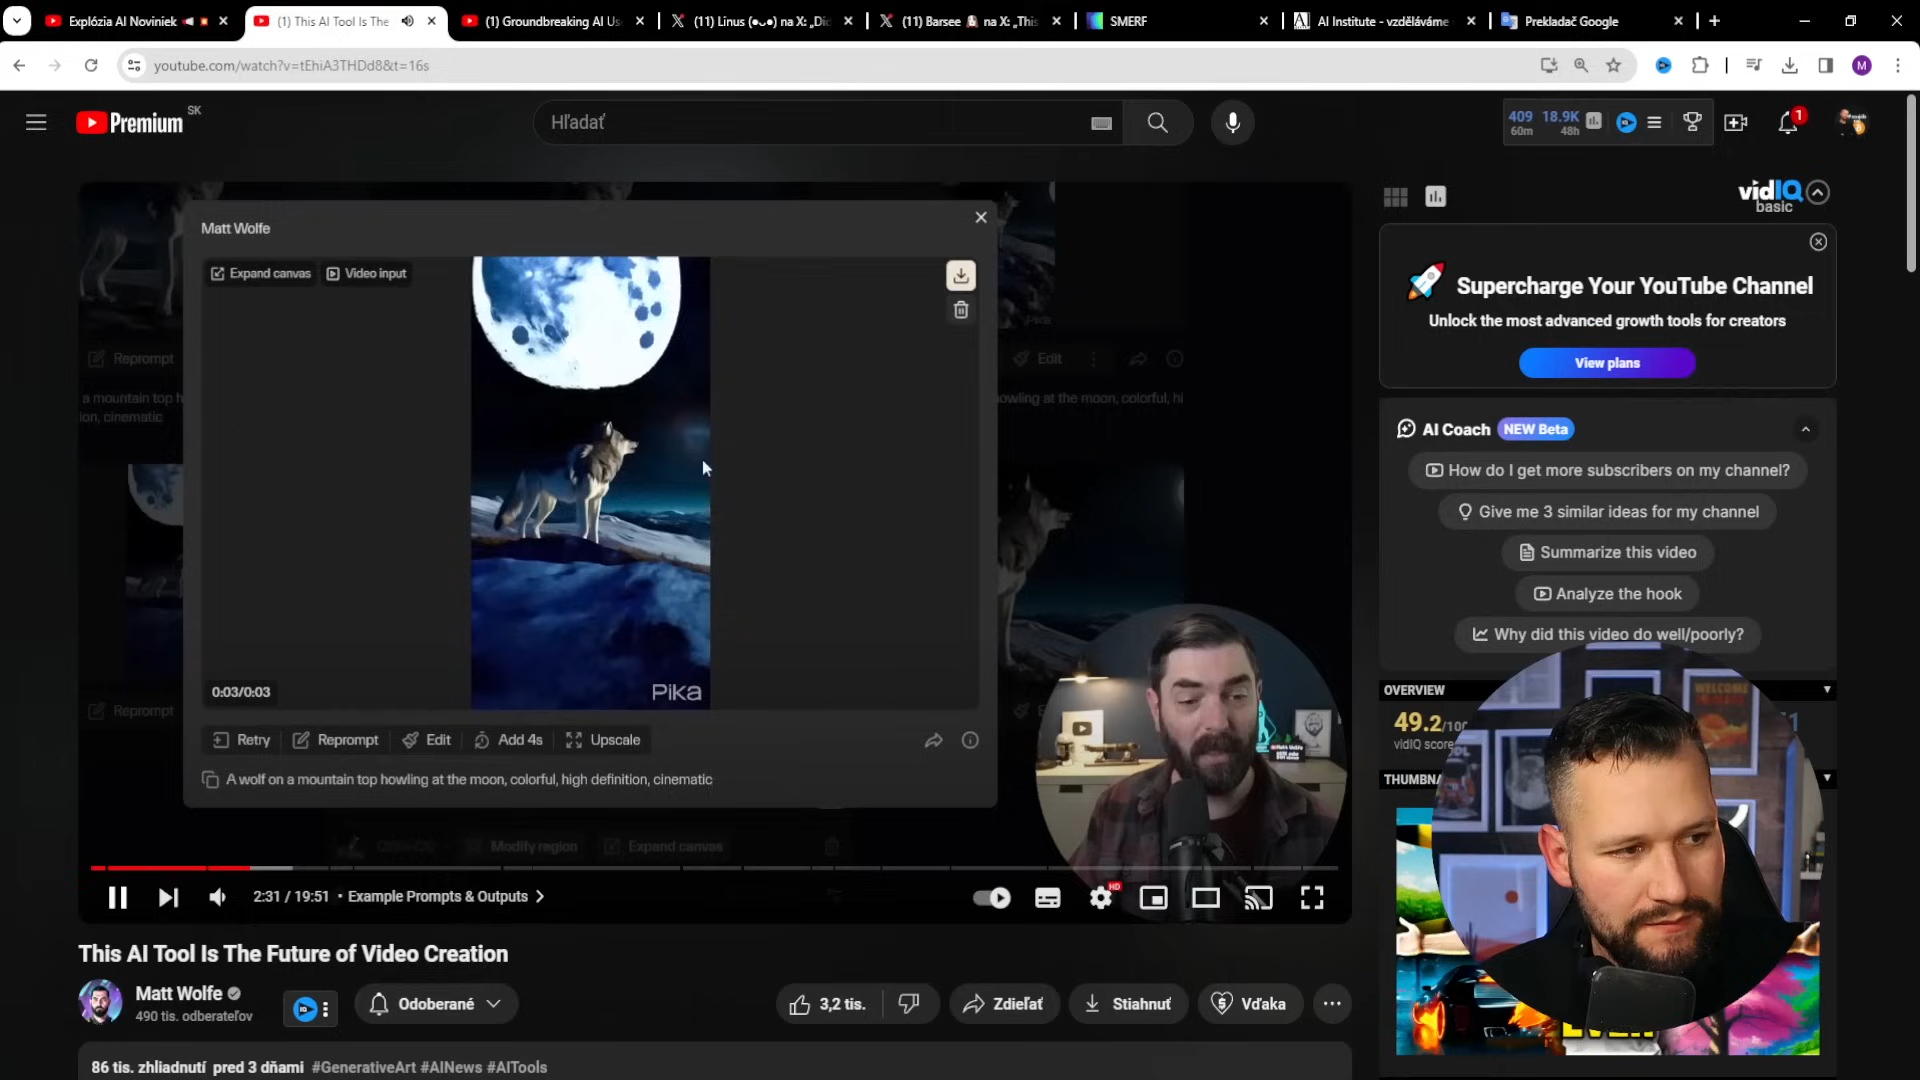 Explózia AI Noviniek
(1) This AI Tool Is The
(1) Groundbreaking AI Us
(11) Linus (●ᴗ●) na X: „Did
(11) Barsee na X: „This
SMERF
AI Institute - vzděláváme
Prekladač Google
youtube.com/watch?v=tEhiA3THDd8&t=16s
M
Premium SK
Hľadať
409 18.9K
60m 48h
1
vidIQ
basic
Matt Wolfe
Expand canvas Video input
Supercharge Your YouTube Channel
Unlock the most advanced growth tools for creators
View plans
Reprompt
Edit
a mountain top h
ion, cinematic
owling at the moon, colorful, hi
AI Coach NEW Beta
How do I get more subscribers on my channel?
Give me 3 similar ideas for my channel
Summarize this video
Analyze the hook
Why did this video do well/poorly?
0:03/0:03
Pika
OVERVIEW
49.2/100
vidIQ score
Reprompt
WELCOME
Retry Reprompt Edit Add 4s Upscale
A wolf on a mountain top howling at the moon, colorful, high definition, cinematic
THUMBNA
Modify region Expand canvas
2:31 / 19:51 • Example Prompts & Outputs
HD
This AI Tool Is The Future of Video Creation
Matt Wolfe
490 tis. odberateľov
Odoberané
3,2 tis.
Zdieľať
Stiahnuť
Vďaka
EVEN
86 tis. zhliadnutí pred 3 dňami #GenerativeArt #AINews #AITools